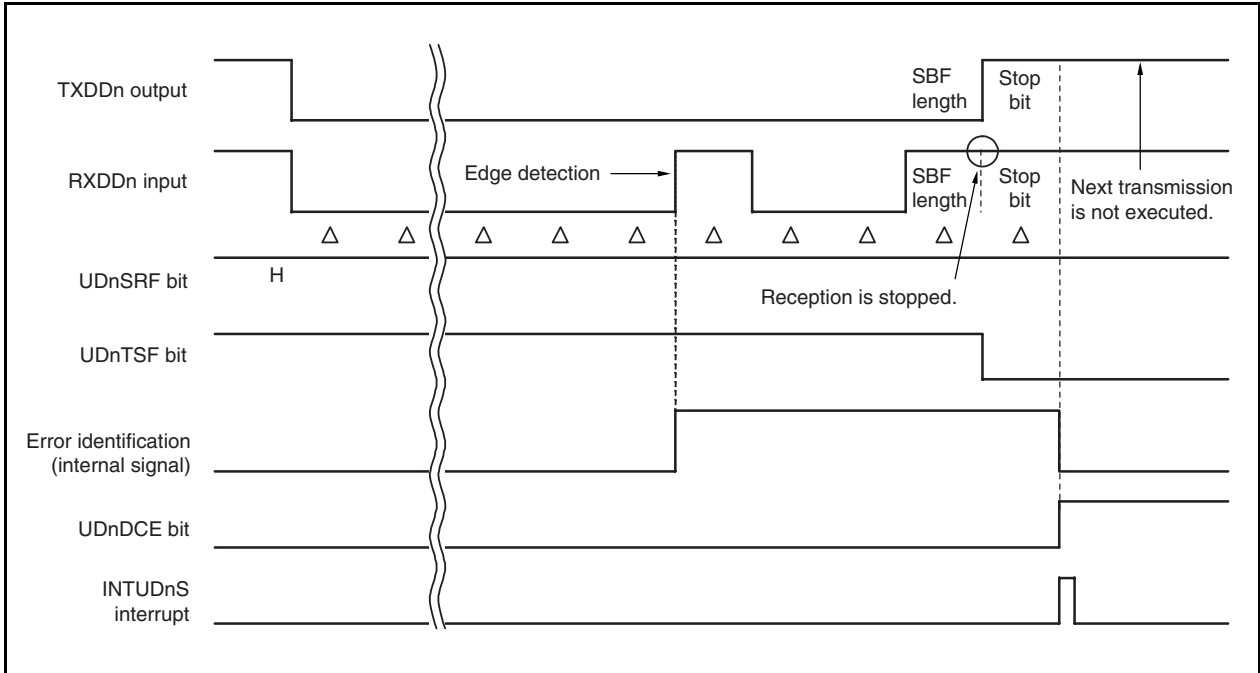 TXDDn output
SBF
length
Stop
bit
RXDDn input
Edge detection
SBF
length
Stop
bit
Next transmission
is not executed.
UDnSRF bit
H
Reception is stopped.
UDnTSF bit
Error identification
(internal signal)
UDnDCE bit
INTUDnS
interrupt